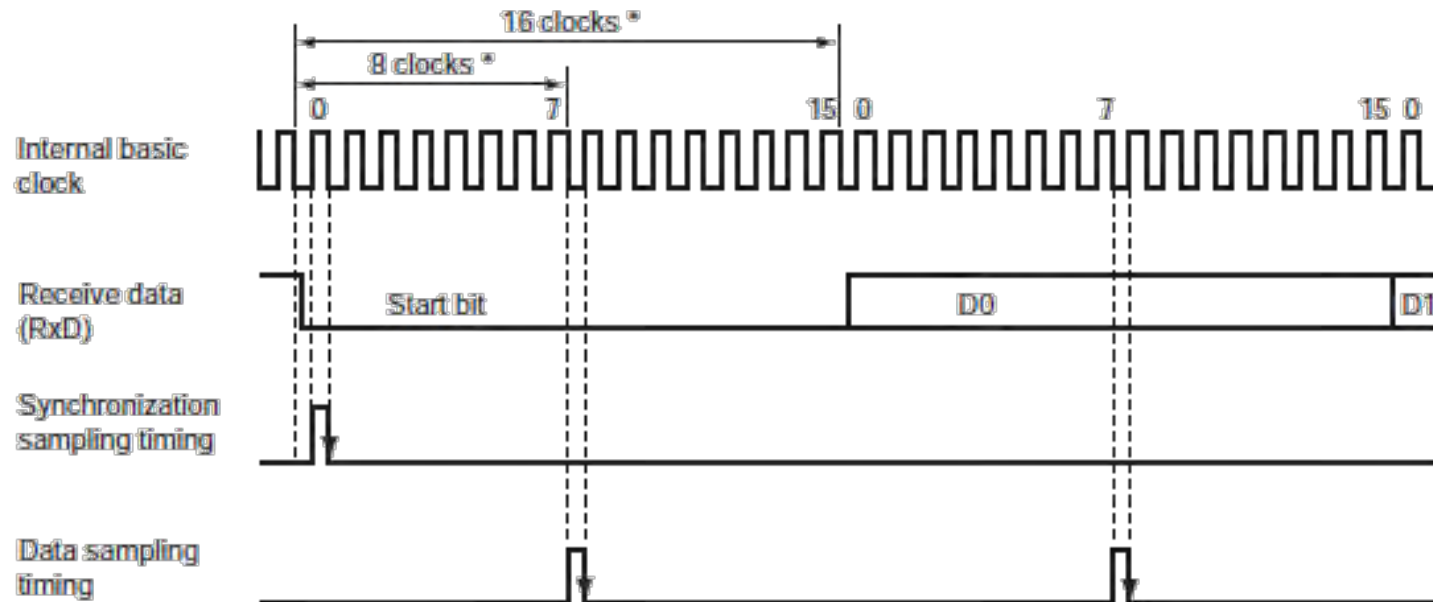 16 clocks *
8 clocks *
0 7 15 0 7 15 0
Internal basic
clock
Receive data
(RxD)
Start bit D0 D1
Synchronization
sampling timing
Data sampling
timing